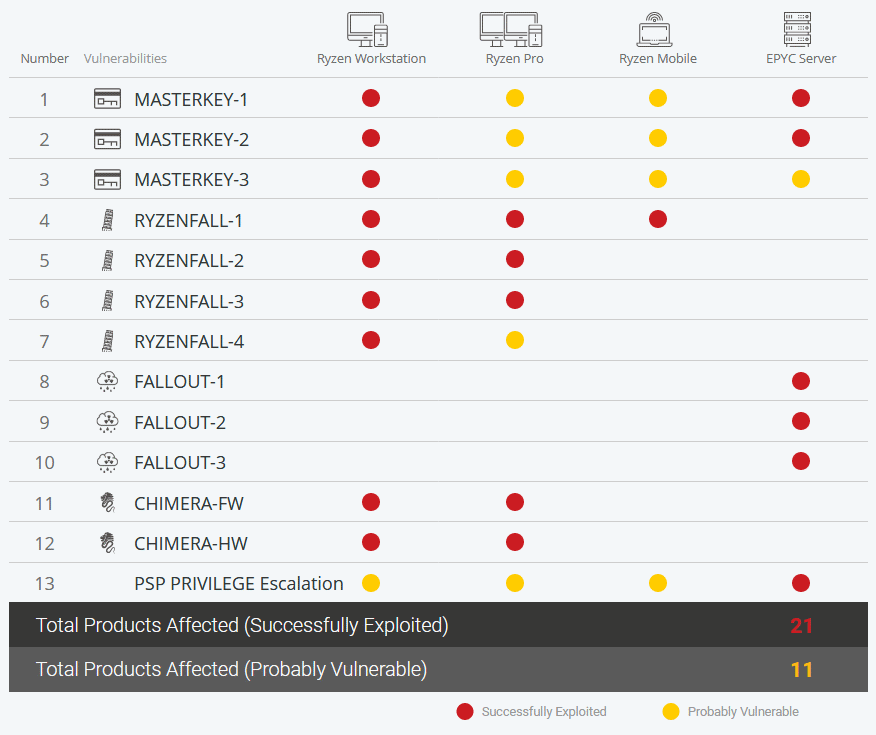 Number Vulnerabilities Ryzen Workstation Ryzen Pro Ryzen Mobile EPYC Server
1 MASTERKEY-1
2 MASTERKEY-2
3 MASTERKEY-3
4 RYZENFALL-1
5 RYZENFALL-2
6 RYZENFALL-3
7 RYZENFALL-4
8 FALLOUT-1
9 FALLOUT-2
10 FALLOUT-3
11 CHIMERA-FW
12 CHIMERA-HW
13 PSP PRIVILEGE Escalation
Total Products Affected (Successfully Exploited) 21
Total Products Affected (Probably Vulnerable) 11
Successfully Exploited Probably Vulnerable